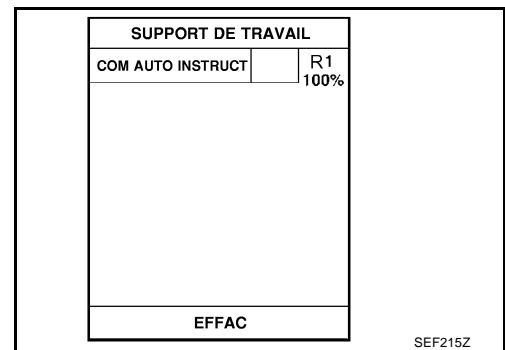 SUPPORT DE TRAVAIL
COM AUTO INSTRUCT R1
100%
EFFAC
SEF215Z